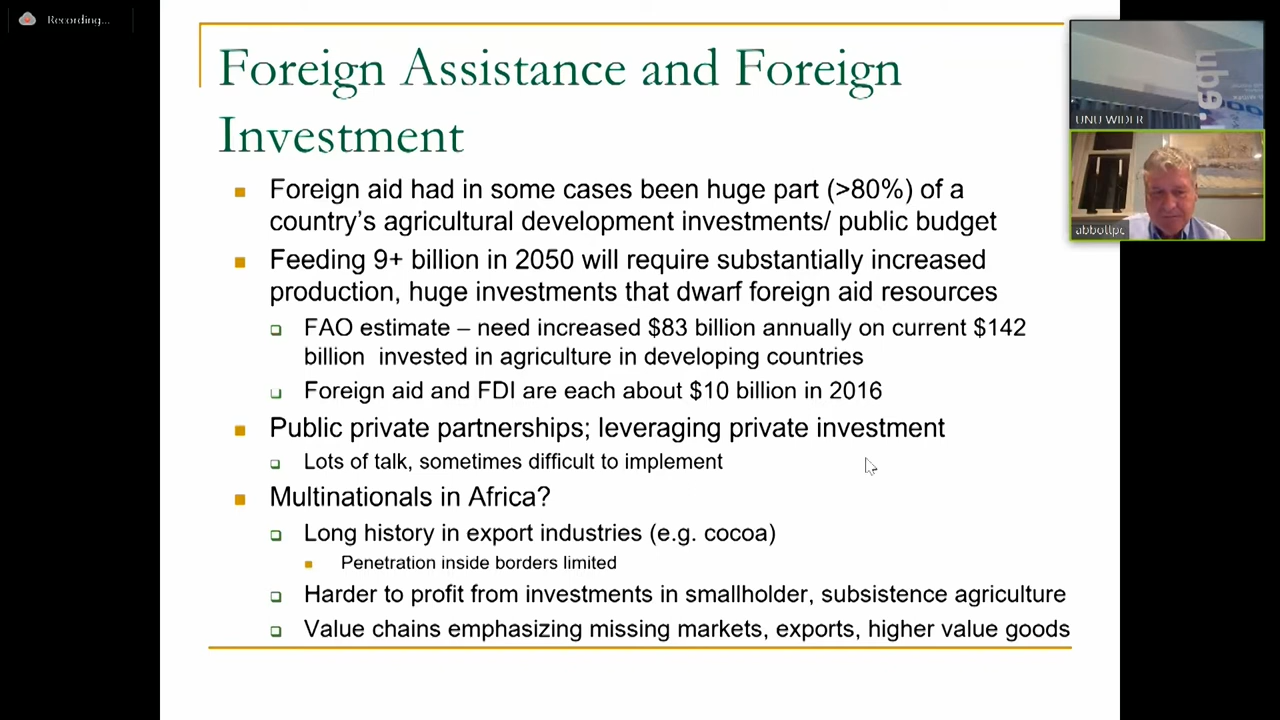 Recording...
Foreign Assistance and Foreign
Investment
Foreign aid had in some cases been huge part (>80%) of a
country's agricultural development investments/ public budget
Feeding 9+ billion in 2050 will require substantially increased
production, huge investments that dwarf foreign aid resources
FAO estimate – need increased $83 billion annually on current $142
billion invested in agriculture in developing countries
Foreign aid and FDI are each about $10 billion in 2016
Public private partnerships; leveraging private investment
Lots of talk, sometimes difficult to implement
Multinationals in Africa?
Long history in export industries (e.g. cocoa)
Penetration inside borders limited
Harder to profit from investments in smallholder, subsistence agriculture
Value chains emphasizing missing markets, exports, higher value goods
UNU WIDER
abbottpc